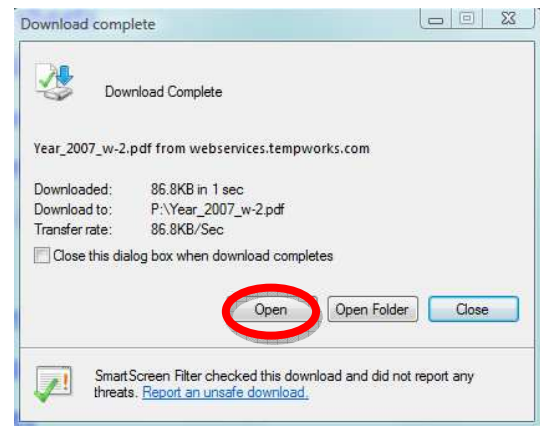 Download complete
Download Complete
Year_2007_w-2.pdf from webservices.tempworks.com
Downloaded: 86.8KB in 1 sec
Download to: P:\Year_2007_w-2.pdf
Transfer rate: 86.8KB/Sec
Close this dialog box when download completes
Open Open Folder Close
SmartScreen Filter checked this download and did not report any
threats. Report an unsafe download.